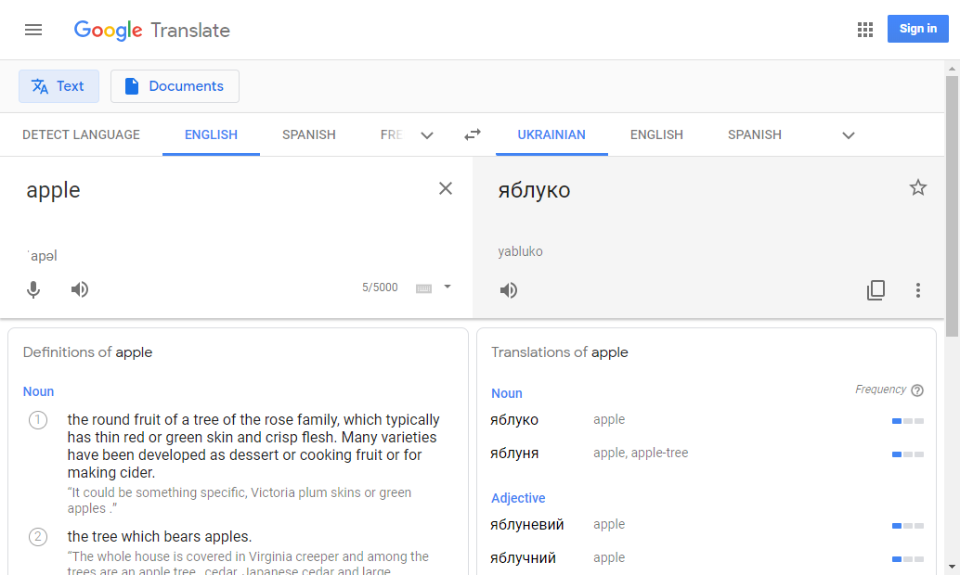 Google Translate
Sign in
Text
Documents
DETECT LANGUAGE
ENGLISH
SPANISH
FRE
UKRAINIAN
ENGLISH
SPANISH
apple
ˈapəl
5/5000
яблуко
yabluko
Definitions of apple
Noun
1
the round fruit of a tree of the rose family, which typically
has thin red or green skin and crisp flesh. Many varieties
have been developed as dessert or cooking fruit or for
making cider.
"It could be something specific, Victoria plum skins or green
apples ."
2
the tree which bears apples.
"The whole house is covered in Virginia creeper and among the
trees are an apple tree , cedar, Japanese cedar and large
Translations of apple
Noun
Frequency
яблуко apple
яблуня apple, apple-tree
Adjective
яблуневий apple
яблучний apple